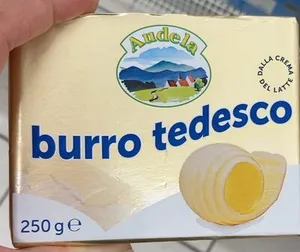 Andela
DALLA CREMA
DEL LATTE
burro tedesco
250 g e